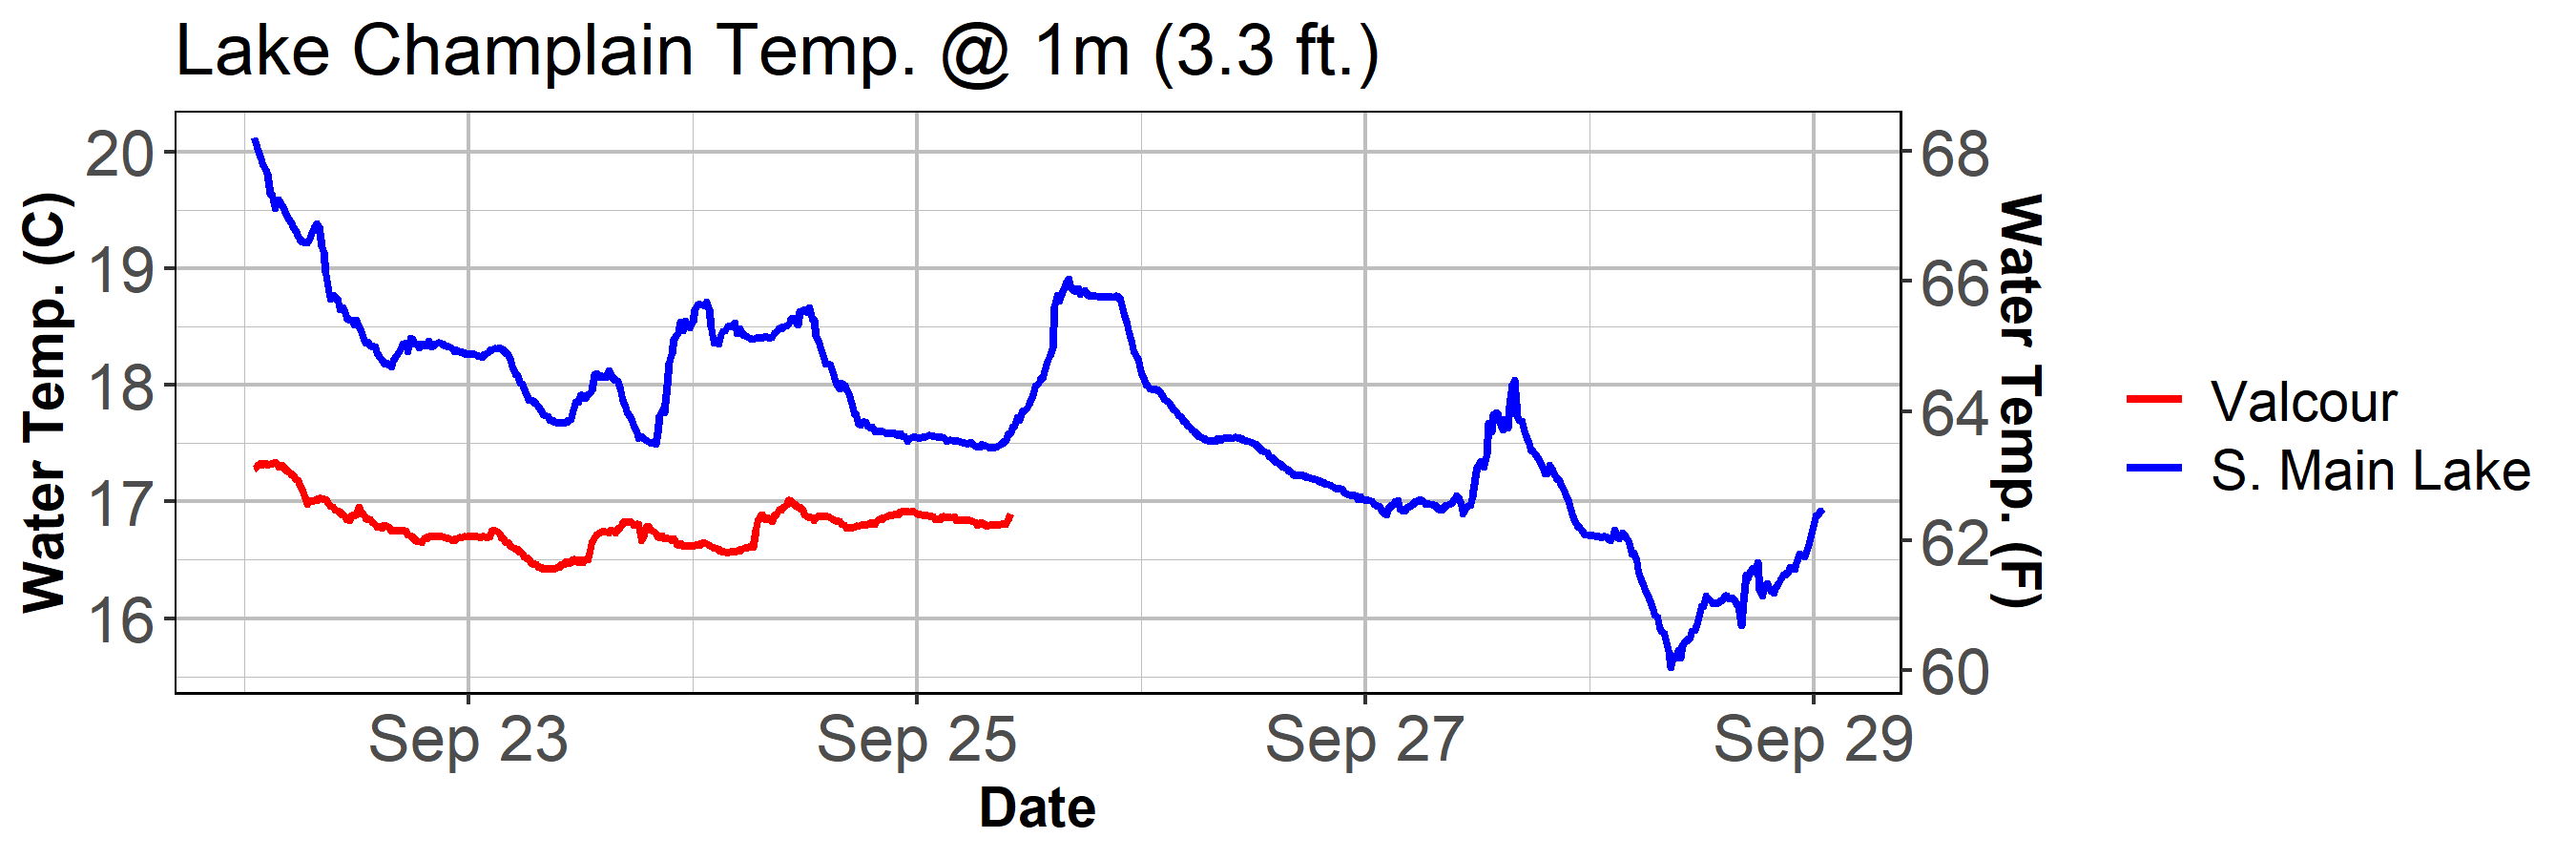 Lake Champlain Temp. @ 1m (3.3 ft.)
Water Temp. (C)
20
19
18
17
16
68
66
64
62
60
Water Temp. (F)
Sep 23
Sep 25
Sep 27
Sep 29
Date
Valcour
S. Main Lake